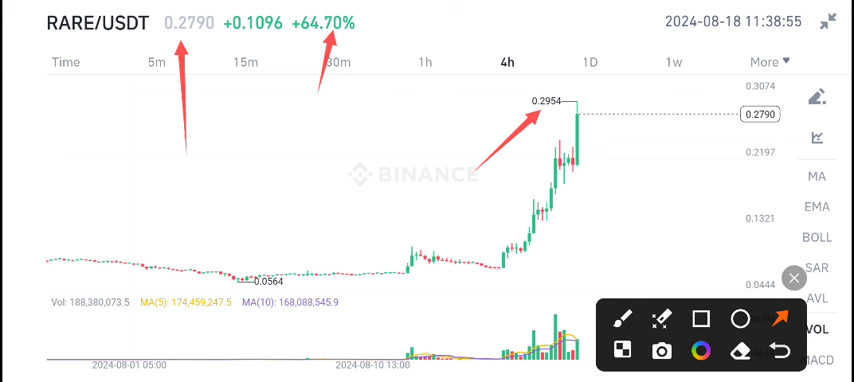 RARE/USDT 0.2790 +0.1096 +64.70% 2024-08-18 11:38:55
Time 5m 15m 30m 1h 4h 1D 1w More
0.3074
0.2954
0.2790
0.2197
BINANCE
MA
0.1321
EMA
BOLL
SAR
0.0564
0.0444
AVL
Vol: 188,380,073.5 MA(5): 174,459,247.5 MA(10): 168,088,545.9
VOL
MACD
2024-08-01 05:00 2024-08-10 13:00